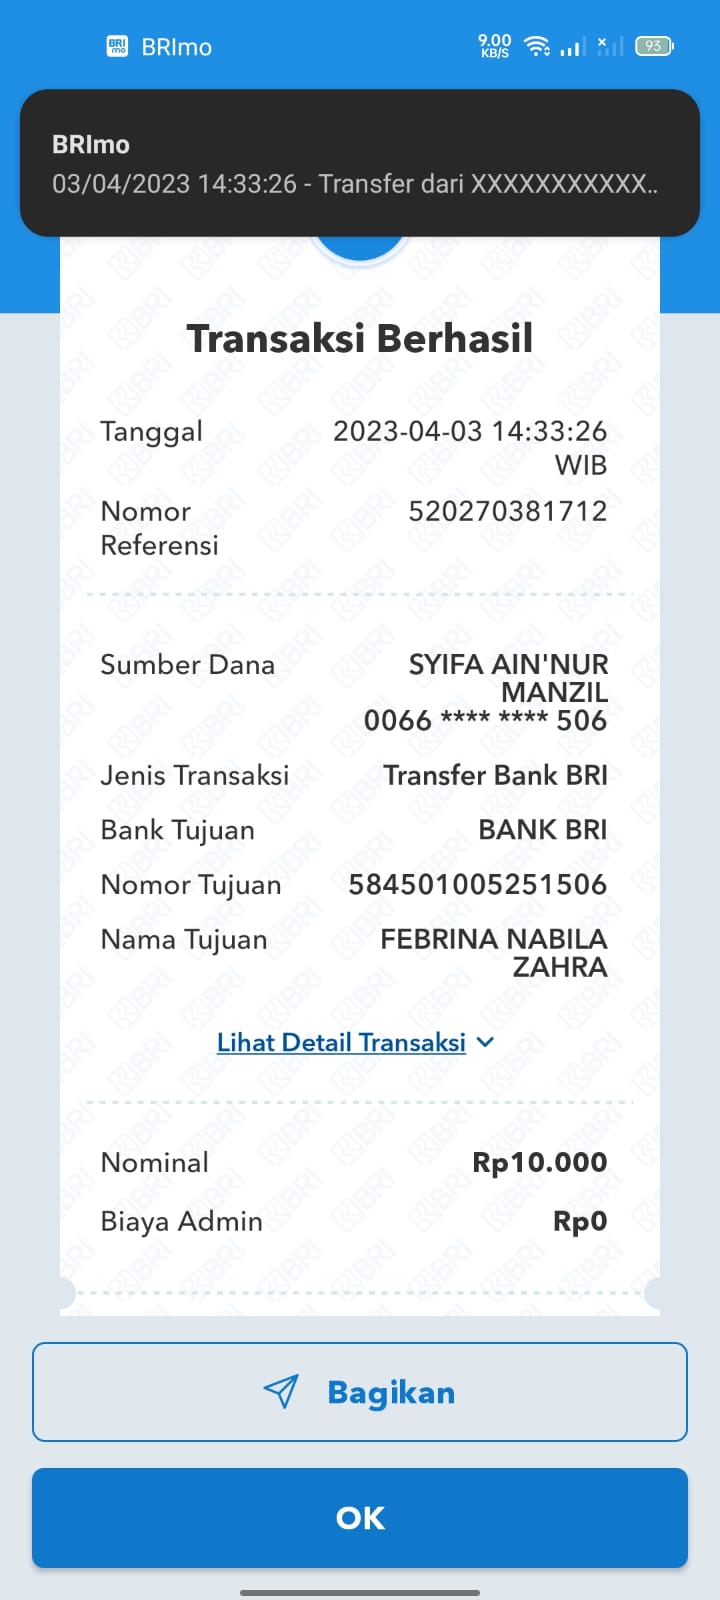 BRI
mo
BRImo
9.00
KB/S
93
BRImo
03/04/2023 14:33:26 - Transfer dari XXXXXXXXXXX..
Transaksi Berhasil
Tanggal 2023-04-03 14:33:26
WIB
Nomor 520270381712
Referensi
Sumber Dana SYIFA AIN'NUR
MANZIL
0066 **** **** 506
Jenis Transaksi Transfer Bank BRI
Bank Tujuan BANK BRI
Nomor Tujuan 584501005251506
Nama Tujuan FEBRINA NABILA
ZAHRA
Lihat Detail Transaksi
Nominal Rp10.000
Biaya Admin Rp0
Bagikan
OK